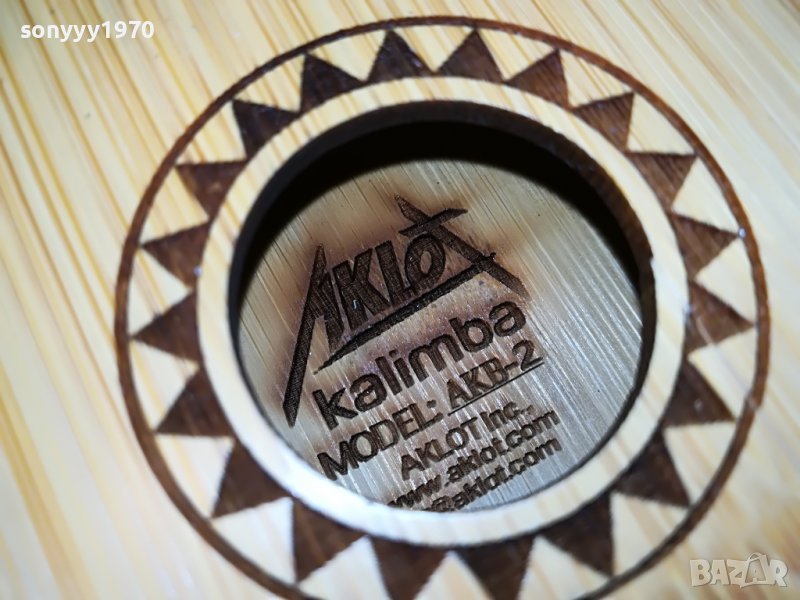 sonyyy1970
AKLOT
kalimba
MODEL: AKB-2
AKLOT Inc.,
www.aklot.com
@aklot.com
BAZAR